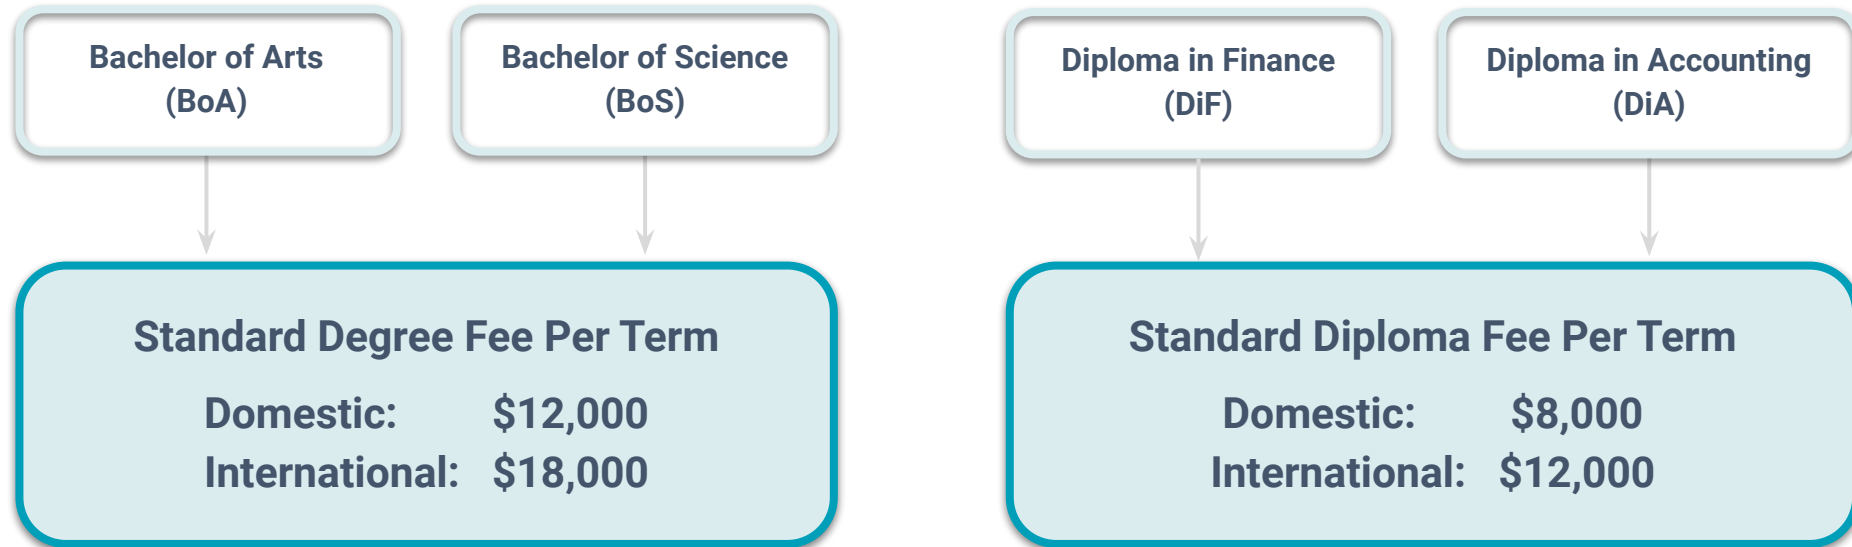 Bachelor of Arts
(BoA)
Bachelor of Science
(BoS)
Diploma in Finance
(DiF)
Diploma in Accounting
(DiA)
Standard Degree Fee Per Term
Domestic: $12,000
International: $18,000
Standard Diploma Fee Per Term
Domestic: $8,000
International: $12,000